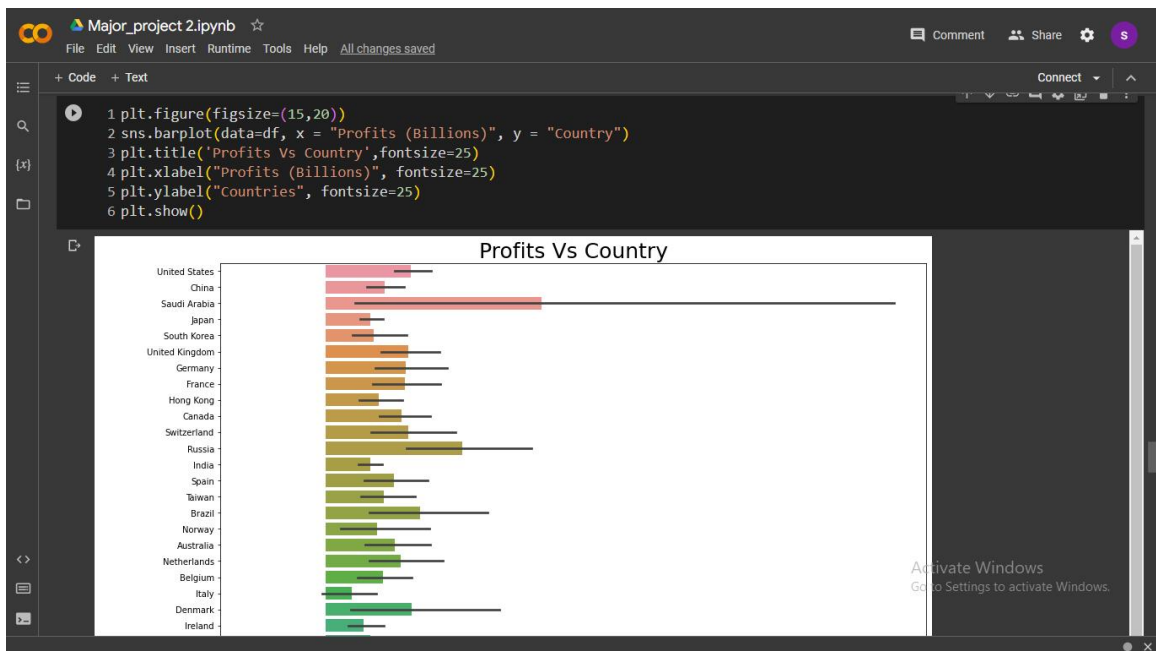 Major_project 2.ipynb
File Edit View Insert Runtime Tools Help All changes saved
Comment Share S
+ Code + Text
Connect
{x}
1 plt.figure(figsize=(15,20))
2 sns.barplot(data=df, x = "Profits (Billions)", y = "Country")
3 plt.title('Profits Vs Country',fontsize=25)
4 plt.xlabel("Profits (Billions)", fontsize=25)
5 plt.ylabel("Countries", fontsize=25)
6 plt.show()
Profits Vs Country
United States
China
Saudi Arabia
Japan
South Korea
United Kingdom
Germany
France
Hong Kong
Canada
Switzerland
Russia
India
Spain
Taiwan
Brazil
Norway
Australia
Netherlands
Belgium
Italy
Denmark
Ireland
Activate Windows
Go to Settings to activate Windows.